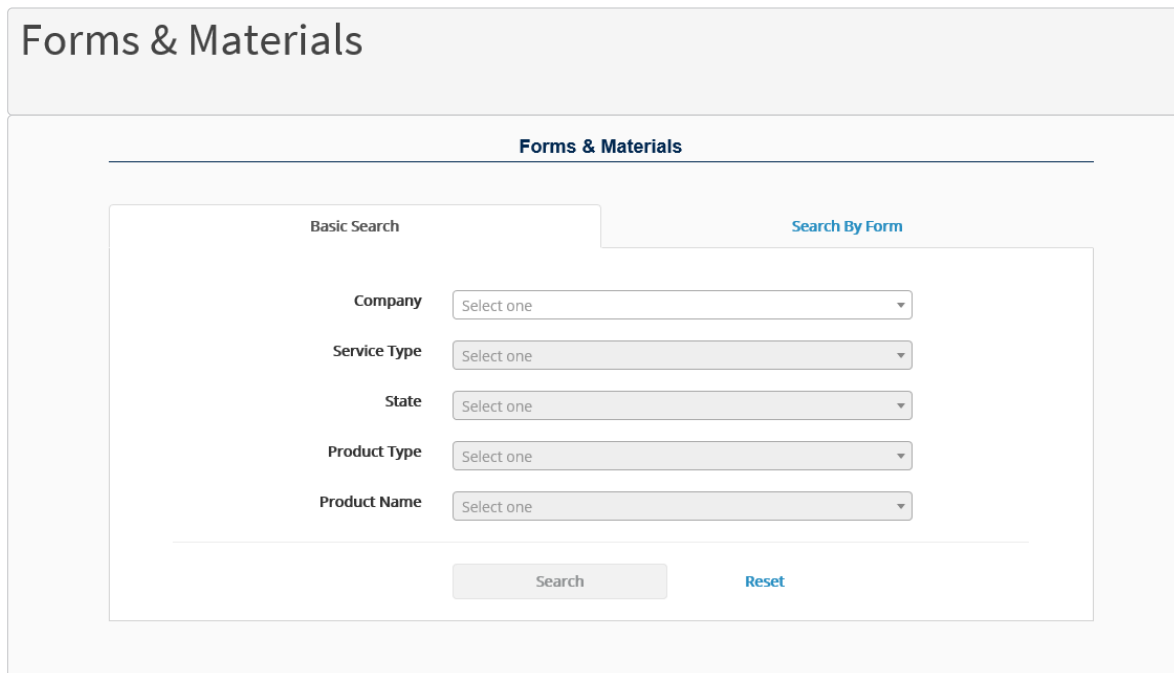 Forms & Materials
Forms & Materials
Basic Search
Search By Form
Company
Select one
Service Type
Select one
State
Select one
Product Type
Select one
Product Name
Select one
Search
Reset